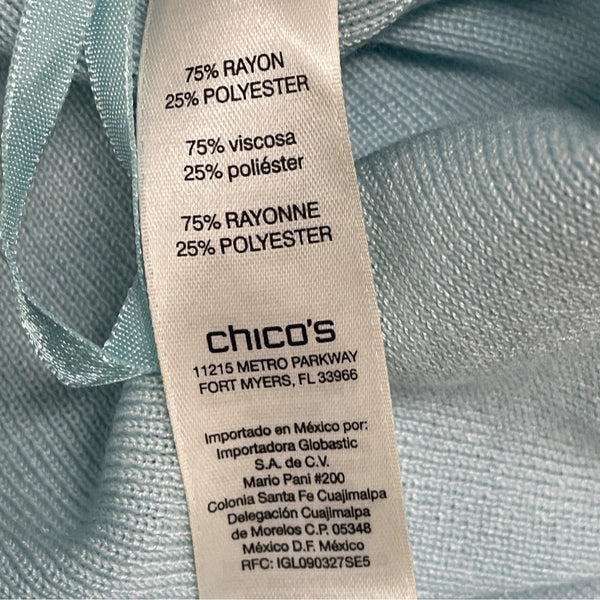 75% RAYON
25% POLYESTER
75% viscosa
25% poliéster
75% RAYONNE
25% POLYESTER
chico's
11215 METRO PARKWAY
FORT MYERS, FL 33966
Importado en México por:
Importadora Globastic
S.A. de C.V.
Mario Pani #200
Colonia Santa Fe Cuajimalpa
Delegación Cuajimalpa
de Morelos C.P. 05348
México D.F. México
RFC: IGL090327SE5